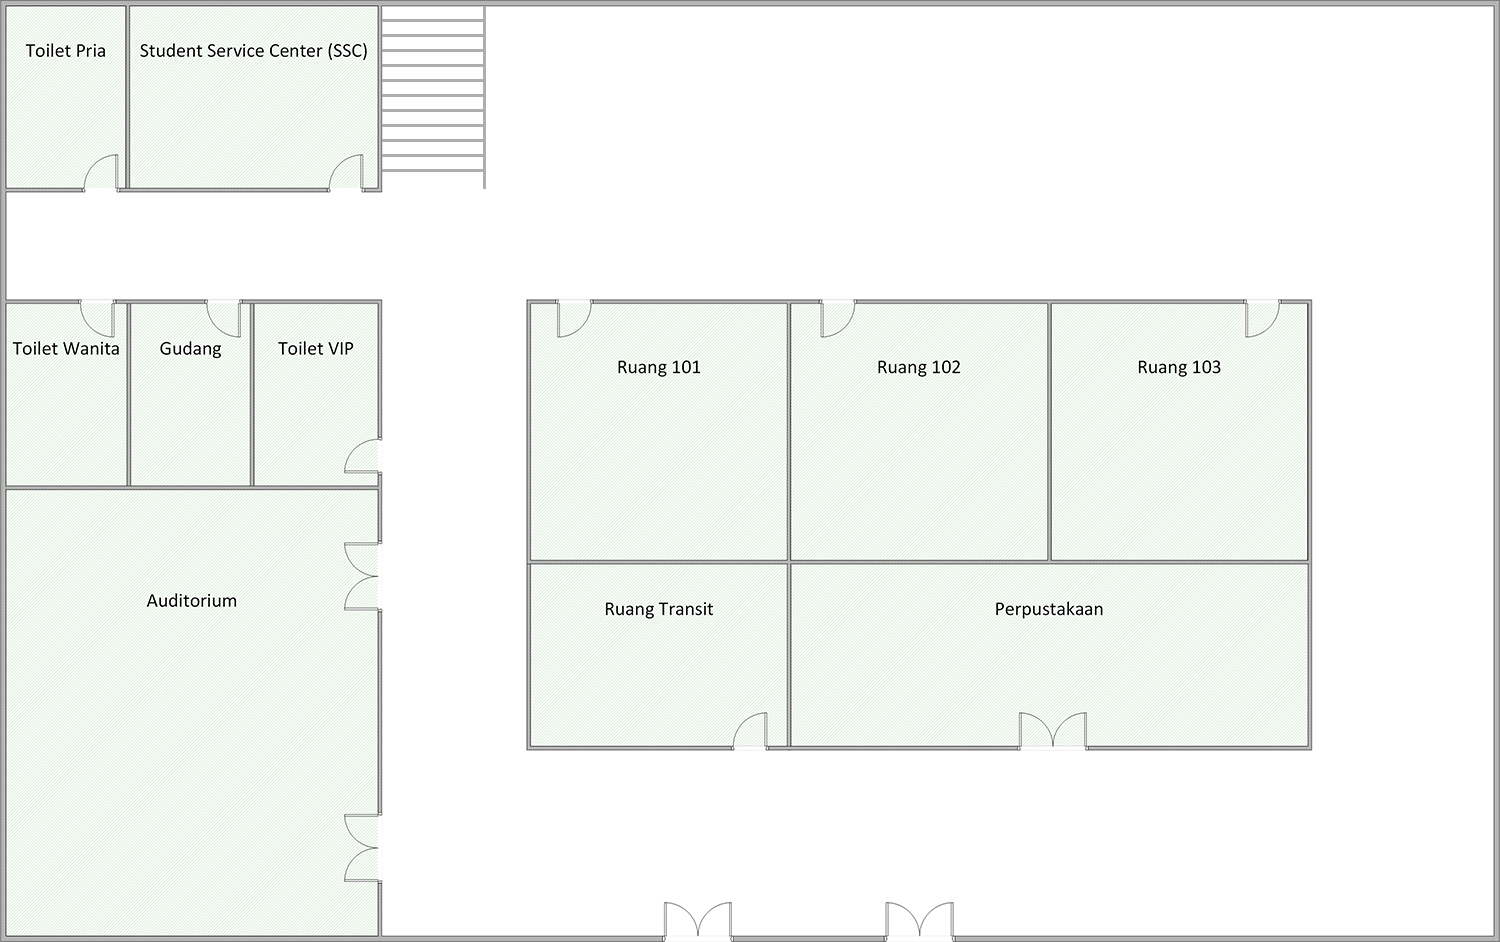 Toilet Pria
Student Service Center (SSC)
Toilet Wanita
Gudang
Toilet VIP
Ruang 101
Ruang 102
Ruang 103
Auditorium
Ruang Transit
Perpustakaan